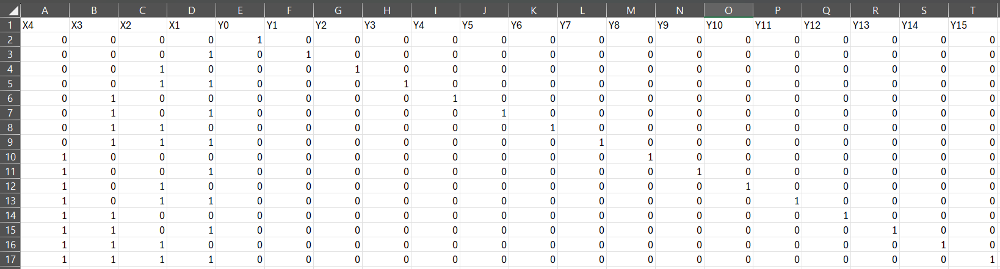 A B C D E F G H I J K L M N O P Q R S T
1 X4 X3 X2 X1 Y0 Y1 Y2 Y3 Y4 Y5 Y6 Y7 Y8 Y9 Y10 Y11 Y12 Y13 Y14 Y15
2 0 0 0 0 1 0 0 0 0 0 0 0 0 0 0 0 0 0 0 0
3 0 0 0 1 0 1 0 0 0 0 0 0 0 0 0 0 0 0 0 0
4 0 0 1 0 0 0 1 0 0 0 0 0 0 0 0 0 0 0 0 0
5 0 0 1 1 0 0 0 1 0 0 0 0 0 0 0 0 0 0 0 0
6 0 1 0 0 0 0 0 0 1 0 0 0 0 0 0 0 0 0 0 0
7 0 1 0 1 0 0 0 0 0 1 0 0 0 0 0 0 0 0 0 0
8 0 1 1 0 0 0 0 0 0 0 1 0 0 0 0 0 0 0 0 0
9 0 1 1 1 0 0 0 0 0 0 0 1 0 0 0 0 0 0 0 0
10 1 0 0 0 0 0 0 0 0 0 0 0 1 0 0 0 0 0 0 0
11 1 0 0 1 0 0 0 0 0 0 0 0 0 1 0 0 0 0 0 0
12 1 0 1 0 0 0 0 0 0 0 0 0 0 0 1 0 0 0 0 0
13 1 0 1 1 0 0 0 0 0 0 0 0 0 0 0 1 0 0 0 0
14 1 1 0 0 0 0 0 0 0 0 0 0 0 0 0 0 1 0 0 0
15 1 1 0 1 0 0 0 0 0 0 0 0 0 0 0 0 0 1 0 0
16 1 1 1 0 0 0 0 0 0 0 0 0 0 0 0 0 0 0 1 0
17 1 1 1 1 0 0 0 0 0 0 0 0 0 0 0 0 0 0 0 1